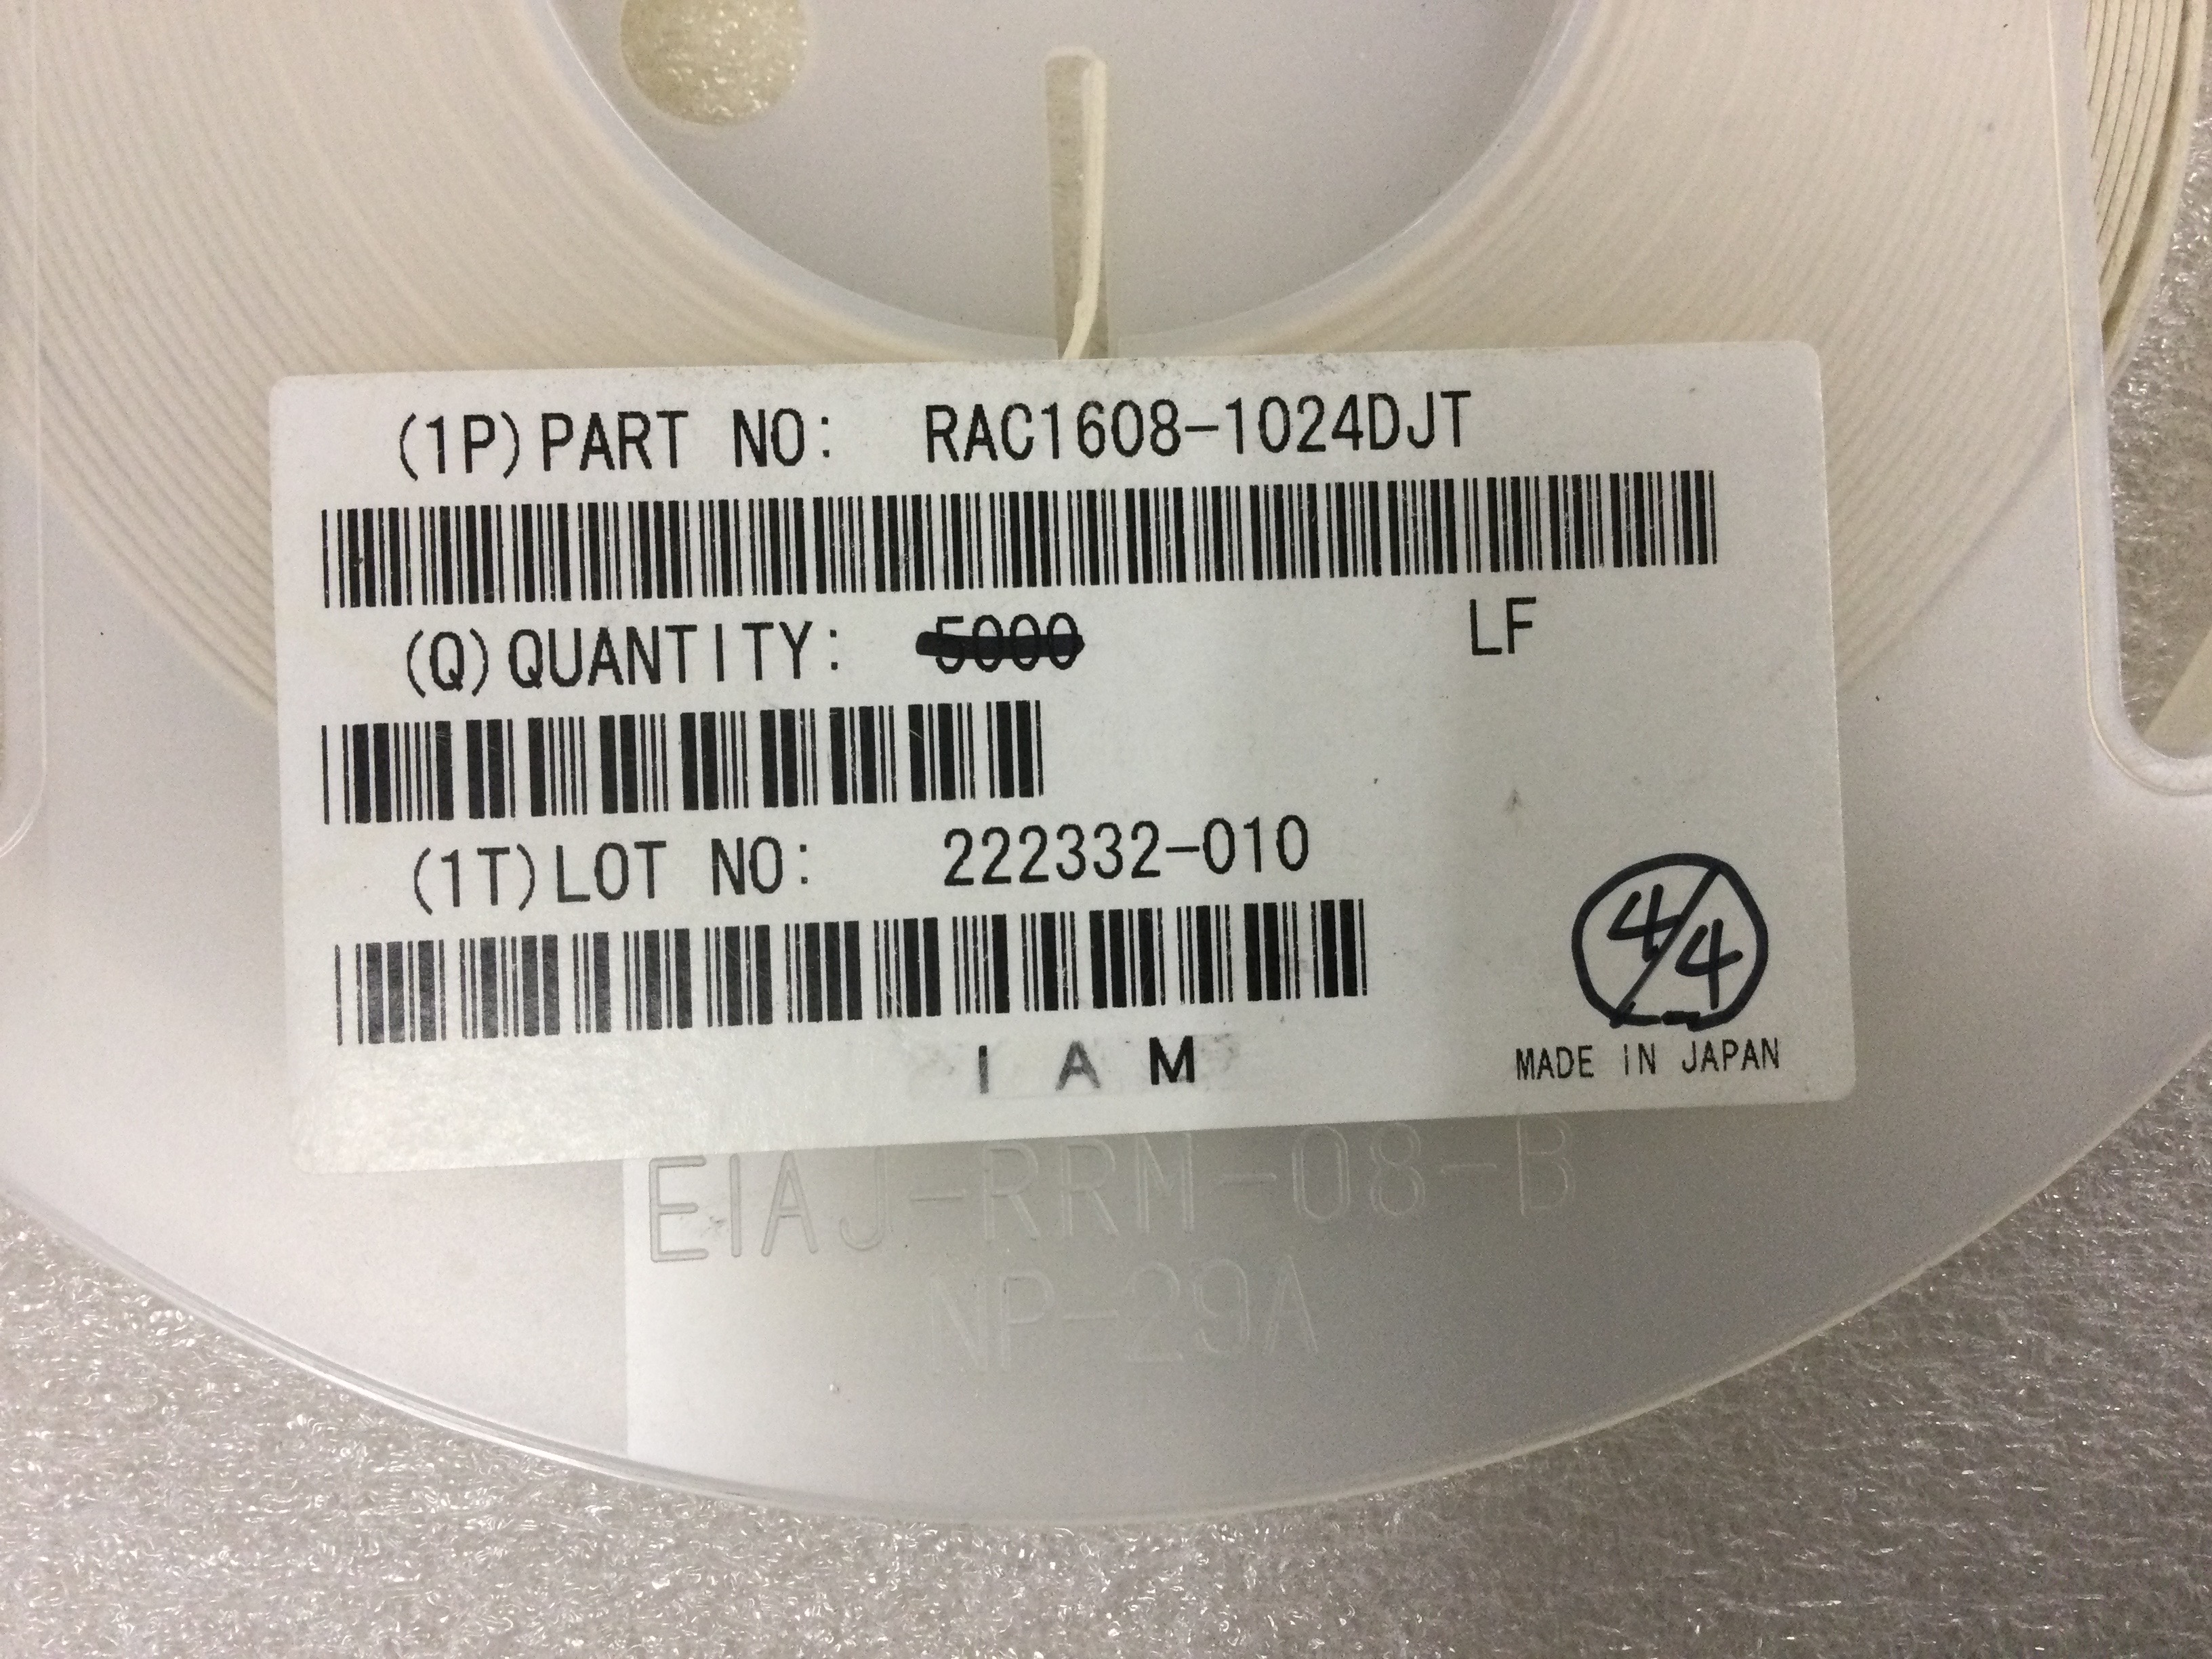 (1P)PART NO: RAC1608-1024DJT
(Q)QUANTITY: 5000 LF
(1T)LOT NO: 222332-010
4/4
I A M MADE IN JAPAN
EIAJ-RRM-08-B
NP-29A